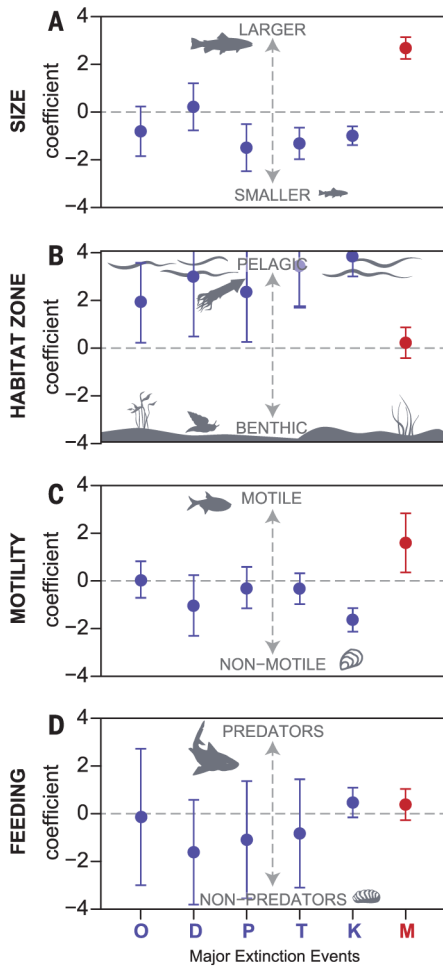 A
SIZE
coefficient
4
2
0
−2
−4
LARGER
SMALLER
B
HABITAT ZONE
coefficient
4
2
0
−2
−4
PELAGIC
BENTHIC
C
MOTILITY
coefficient
4
2
0
−2
−4
MOTILE
NON−MOTILE
D
FEEDING
coefficient
4
2
0
−2
−4
PREDATORS
NON−PREDATORS
O D P T K M
Major Extinction Events